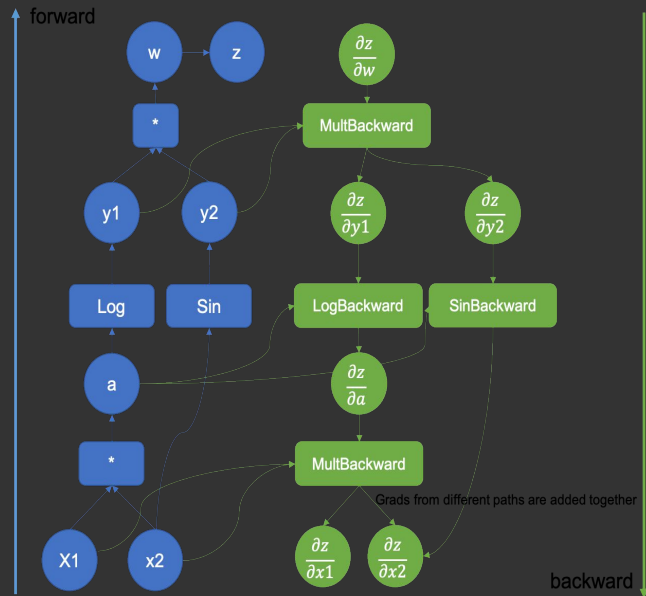 forward
w
z
∂z
∂w
*
MultBackward
y1
y2
∂z
∂y1
∂z
∂y2
Log
Sin
LogBackward
SinBackward
a
∂z
∂a
*
MultBackward
Grads from different paths are added together
X1
x2
∂z
∂x1
∂z
∂x2
backward